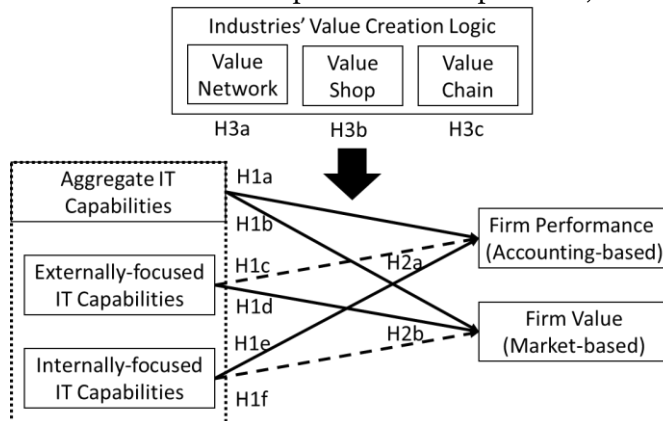 Industries' Value Creation Logic
Value
Network
Value
Shop
Value
Chain
H3a
H3b
H3c
Aggregate IT
Capabilities
H1a
H1b
Externally-focused
IT Capabilities
H1c
H1d
Internally-focused
IT Capabilities
H1e
H1f
H2a
H2b
Firm Performance
(Accounting-based)
Firm Value
(Market-based)